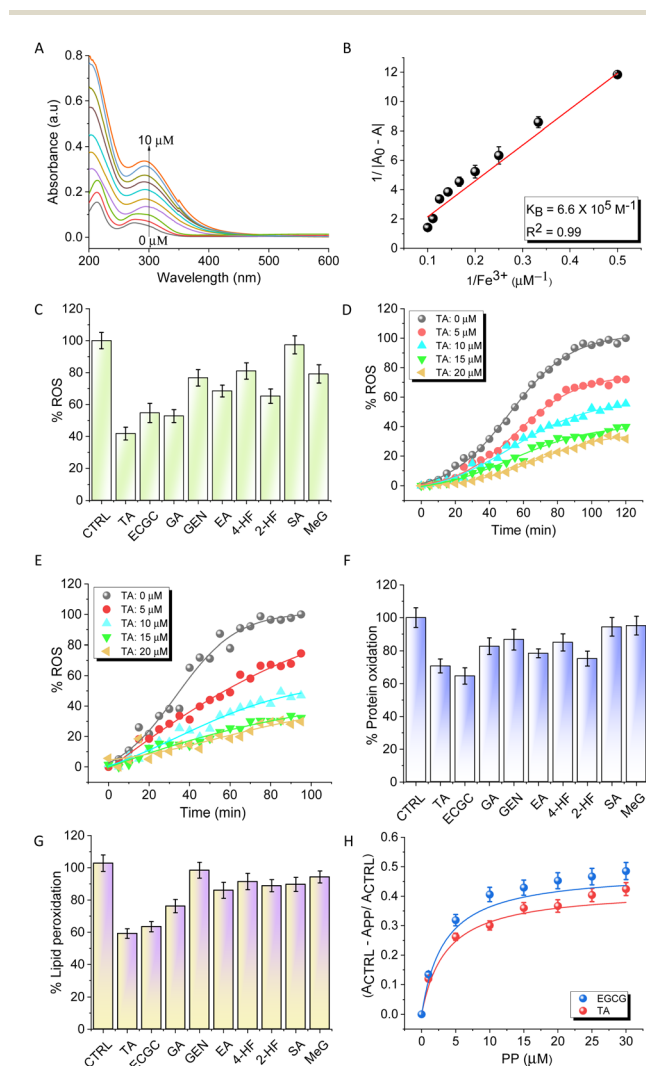 A
Absorbance (a.u)
0.8
0.6
0.4
0.2
0.0
10 µM
0 µM
200 300 400 500 600
Wavelength (nm)
B
1/ |A0 - A|
12
10
8
6
4
2
0
KB = 6.6 X 10⁵ M⁻¹
R² = 0.99
0.1 0.2 0.3 0.4 0.5
1/Fe³⁺ (µM⁻¹)
C
% ROS
120
100
80
60
40
20
0
CTRL TA ECGC GA GEN EA 4-HF 2-HF SA MeG
D
% ROS
120
100
80
60
40
20
0
TA: 0 µM
TA: 5 µM
TA: 10 µM
TA: 15 µM
TA: 20 µM
0 20 40 60 80 100 120
Time (min)
E
% ROS
120
100
80
60
40
20
0
TA: 0 µM
TA: 5 µM
TA: 10 µM
TA: 15 µM
TA: 20 µM
0 20 40 60 80 100
Time (min)
F
% Protein oxidation
120
100
80
60
40
20
0
CTRL TA ECGC GA GEN EA 4-HF 2-HF SA MeG
G
% Lipid peroxidation
120
100
80
60
40
20
0
CTRL TA ECGC GA GEN EA 4-HF 2-HF SA MeG
H
(ACTRL - APP/ ACTRL)
0.6
0.5
0.4
0.3
0.2
0.1
0.0
EGCG
TA
0 5 10 15 20 25 30
PP (µM)